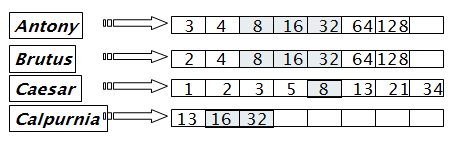 Antony 3 4 8 16 32 64 128
Brutus 2 4 8 16 32 64 128
Caesar 1 2 3 5 8 13 21 34
Calpurnia 13 16 32